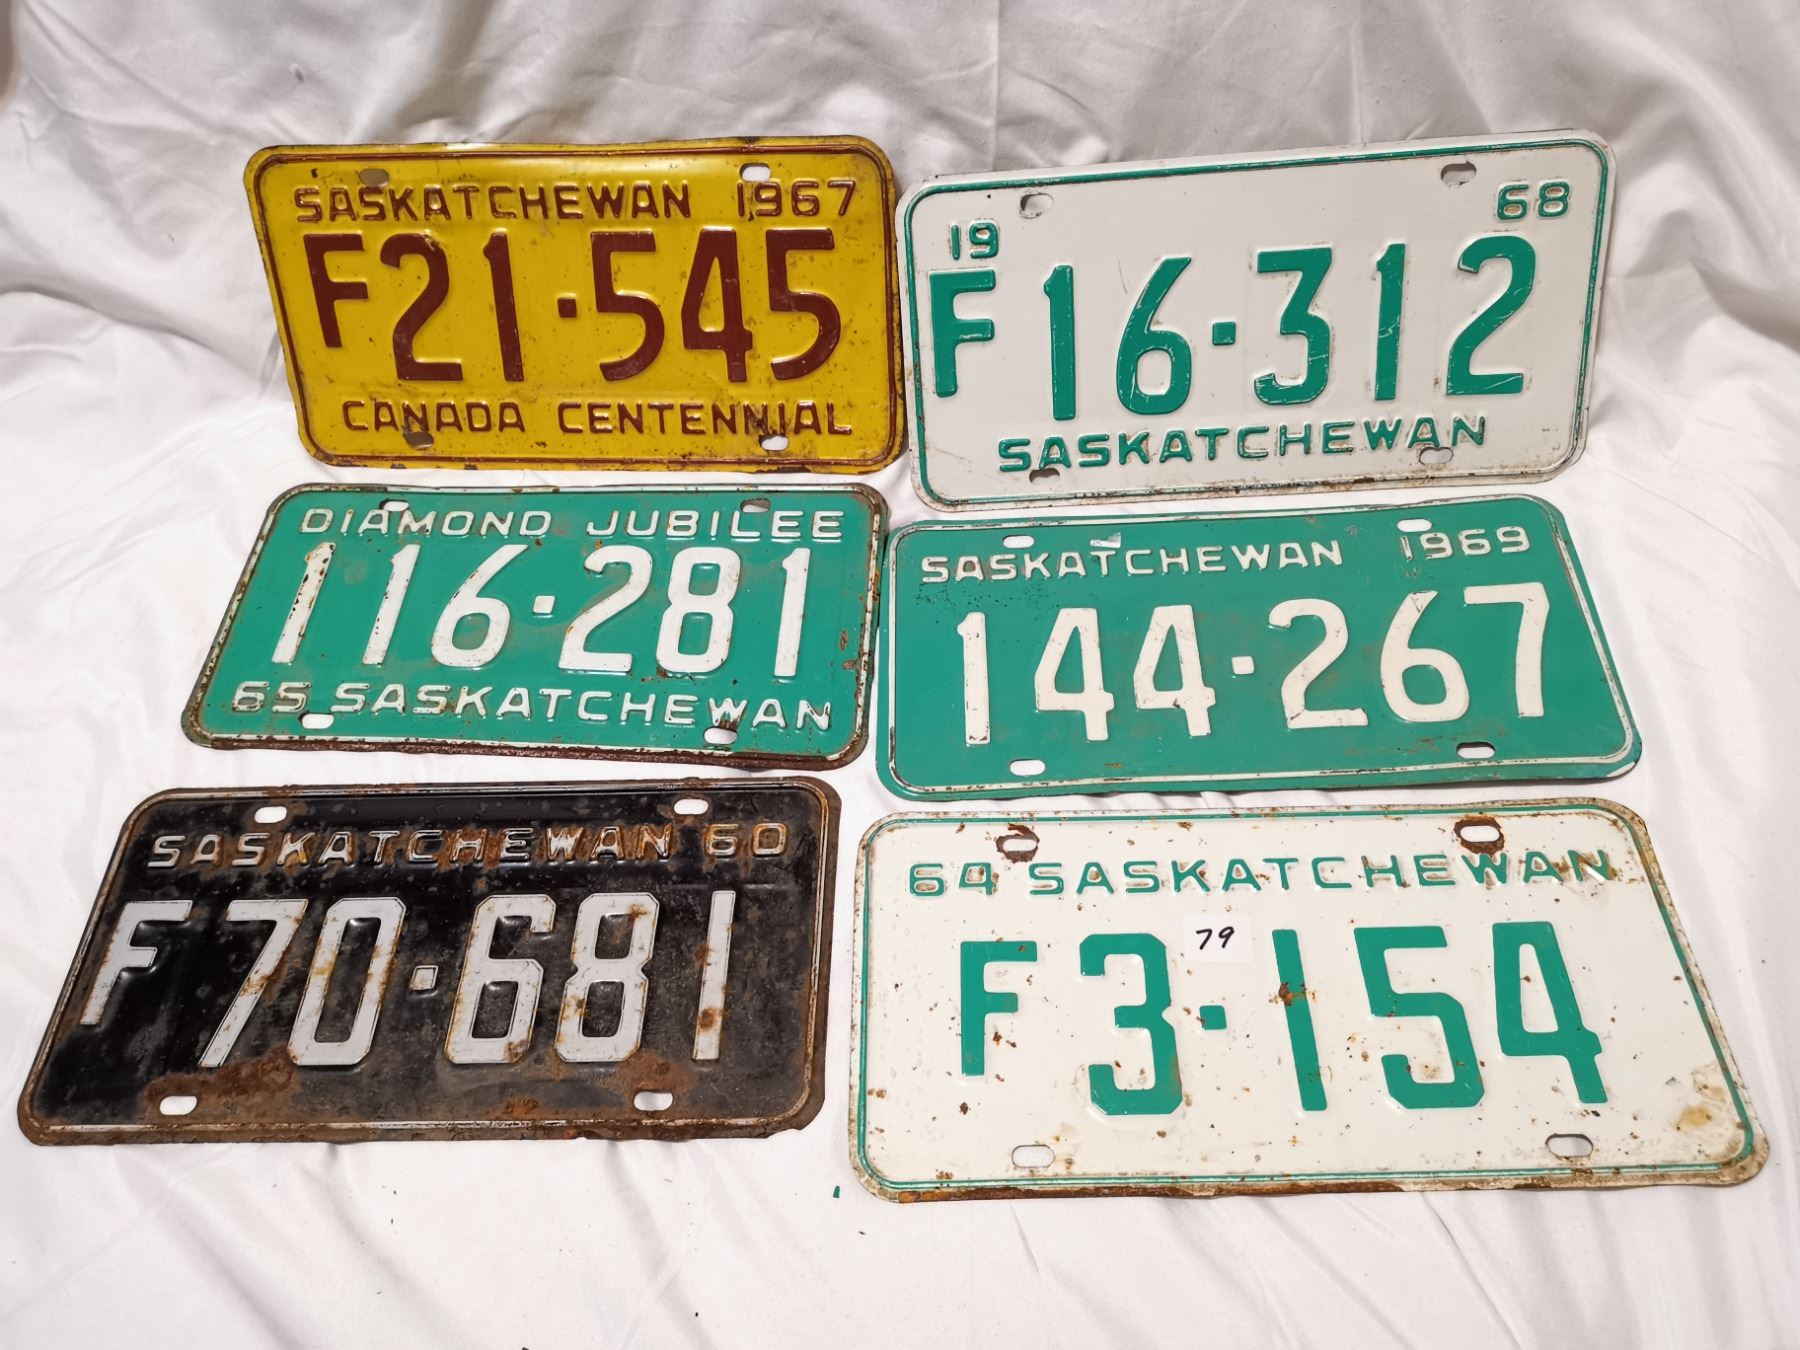 SASKATCHEWAN 1967
F21·545
CANADA CENTENNIAL
19 68
F16·312
SASKATCHEWAN
DIAMOND JUBILEE
116·281
65 SASKATCHEWAN
SASKATCHEWAN 1969
144·267
SASKATCHEWAN 60
F70·681
64 SASKATCHEWAN
79
F3·154